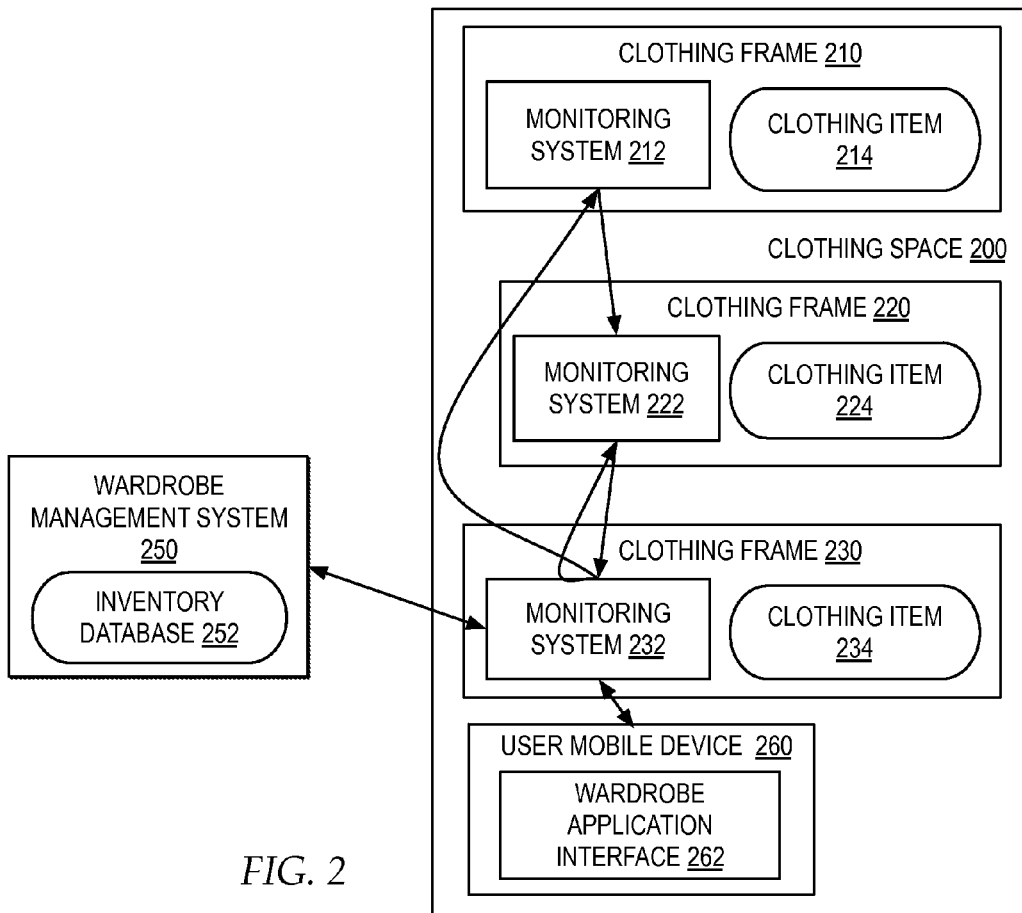 CLOTHING FRAME 210
MONITORING
SYSTEM 212
CLOTHING ITEM
214
CLOTHING SPACE 200
CLOTHING FRAME 220
MONITORING
SYSTEM 222
CLOTHING ITEM
224
WARDROBE
MANAGEMENT SYSTEM
250
INVENTORY
DATABASE 252
CLOTHING FRAME 230
MONITORING
SYSTEM 232
CLOTHING ITEM
234
USER MOBILE DEVICE 260
WARDROBE
APPLICATION
INTERFACE 262
FIG. 2